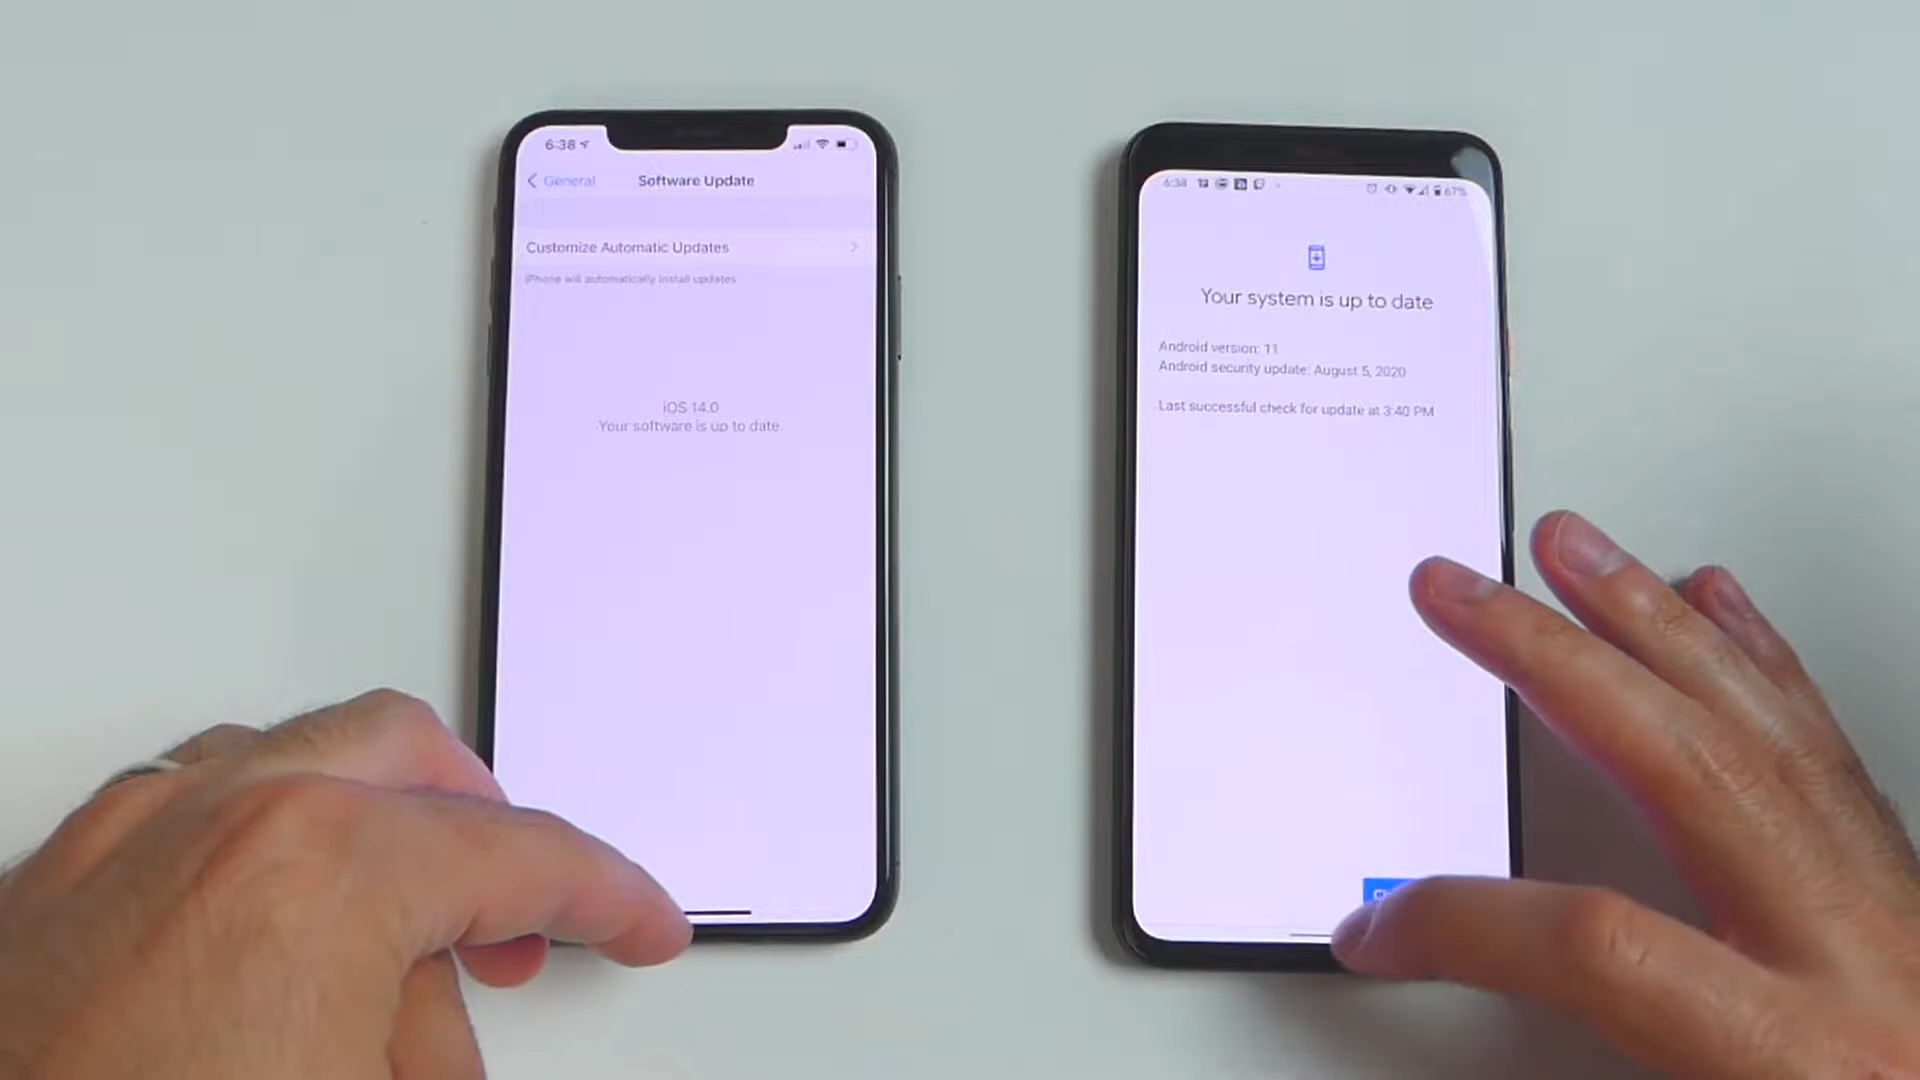 6:38
General
Software Update
Customize Automatic Updates
iPhone will automatically install updates
iOS 14.0
Your software is up to date
6:38
67%
Your system is up to date
Android version: 11
Android security update: August 5, 2020
Last successful check for update at 3:40 PM